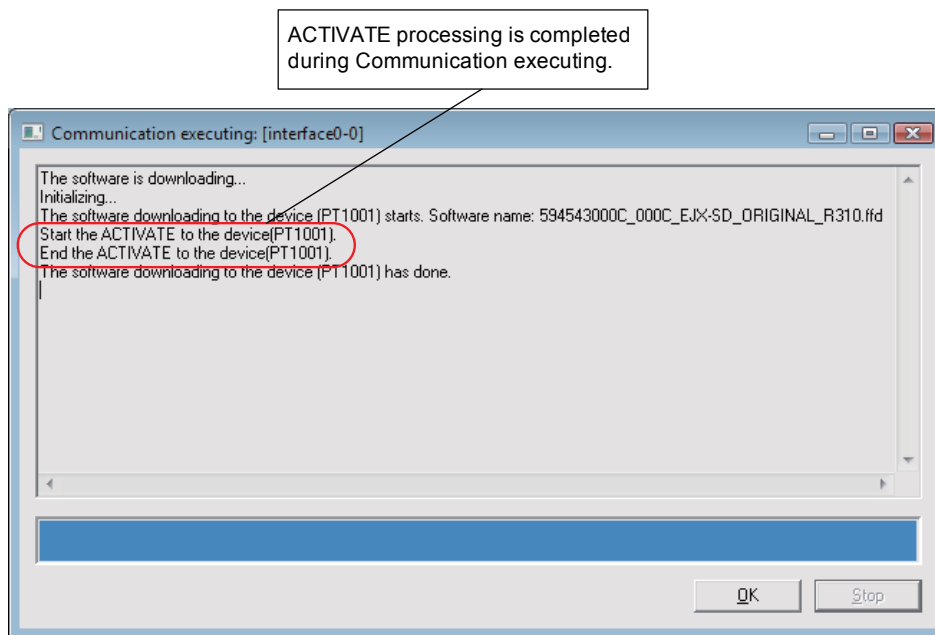 ACTIVATE processing is completed
during Communication executing.
Communication executing: [interface0-0]
The software is downloading...
Initializing...
The software downloading to the device (PT1001) starts. Software name: 594543000C_000C_EJX-SD_ORIGINAL_R310.ffd
Start the ACTIVATE to the device(PT1001).
End the ACTIVATE to the device(PT1001).
The software downloading to the device (PT1001) has done.
OK
Stop